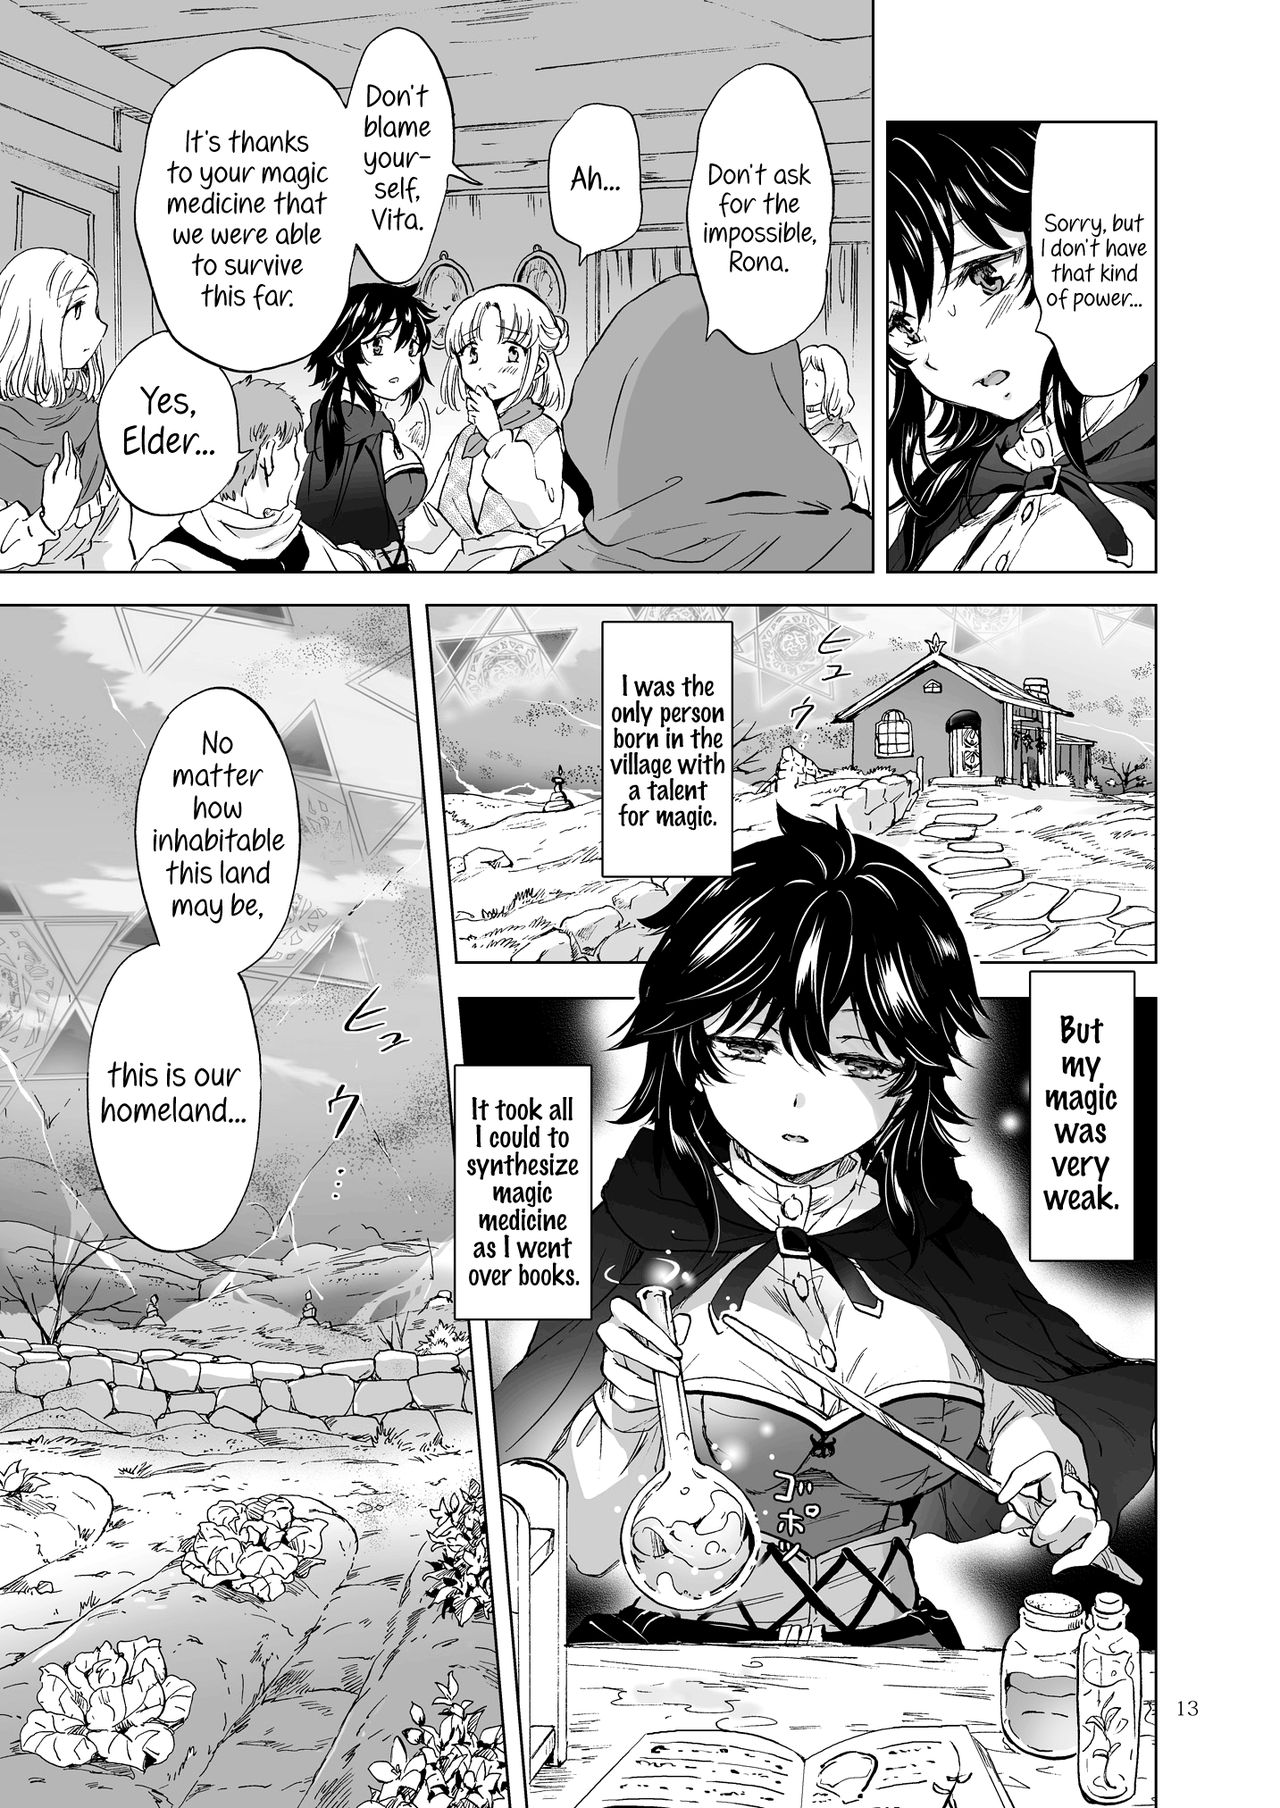 Sorry, but
I don't have
that kind
of power...
Don't ask
for the
impossible,
Rona.
Ah...
Don't
blame
your-
self,
Vita.
It's thanks
to your magic
medicine that
we were able
to survive
this far.
Yes,
Elder...
I was the
only person
born in the
village with
a talent
for magic.
ヒュウ…
But
my
magic
was
very
weak.
It took all
I could to
synthesize
magic
medicine
as I went
over books.
ゴポポッ
No
matter
how
inhabitable
this land
may be,
this is our
homeland...
ヒュウ…
13